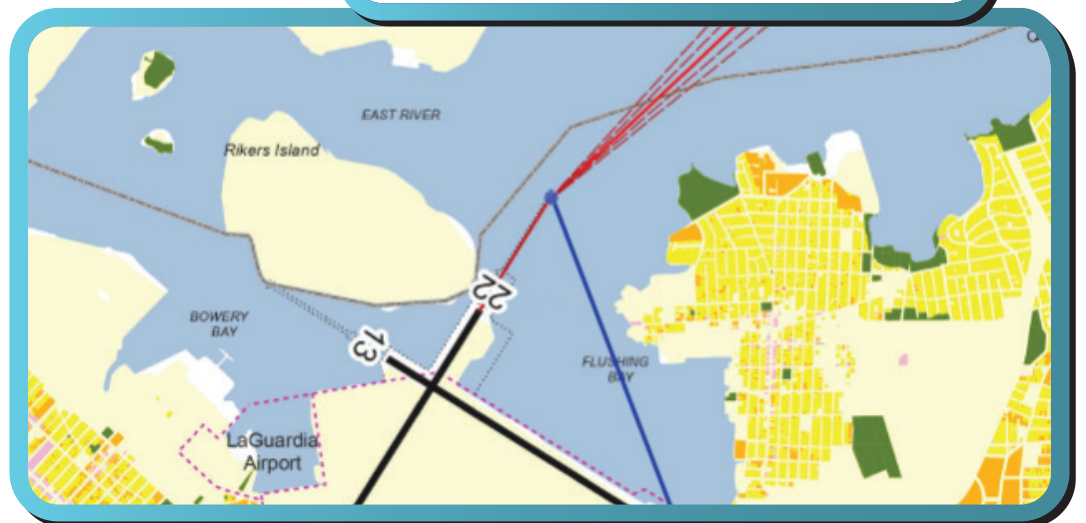 EAST RIVER
Rikers Island
22
BOWERY
BAY
13
FLUSHING
BAY
LaGuardia
Airport